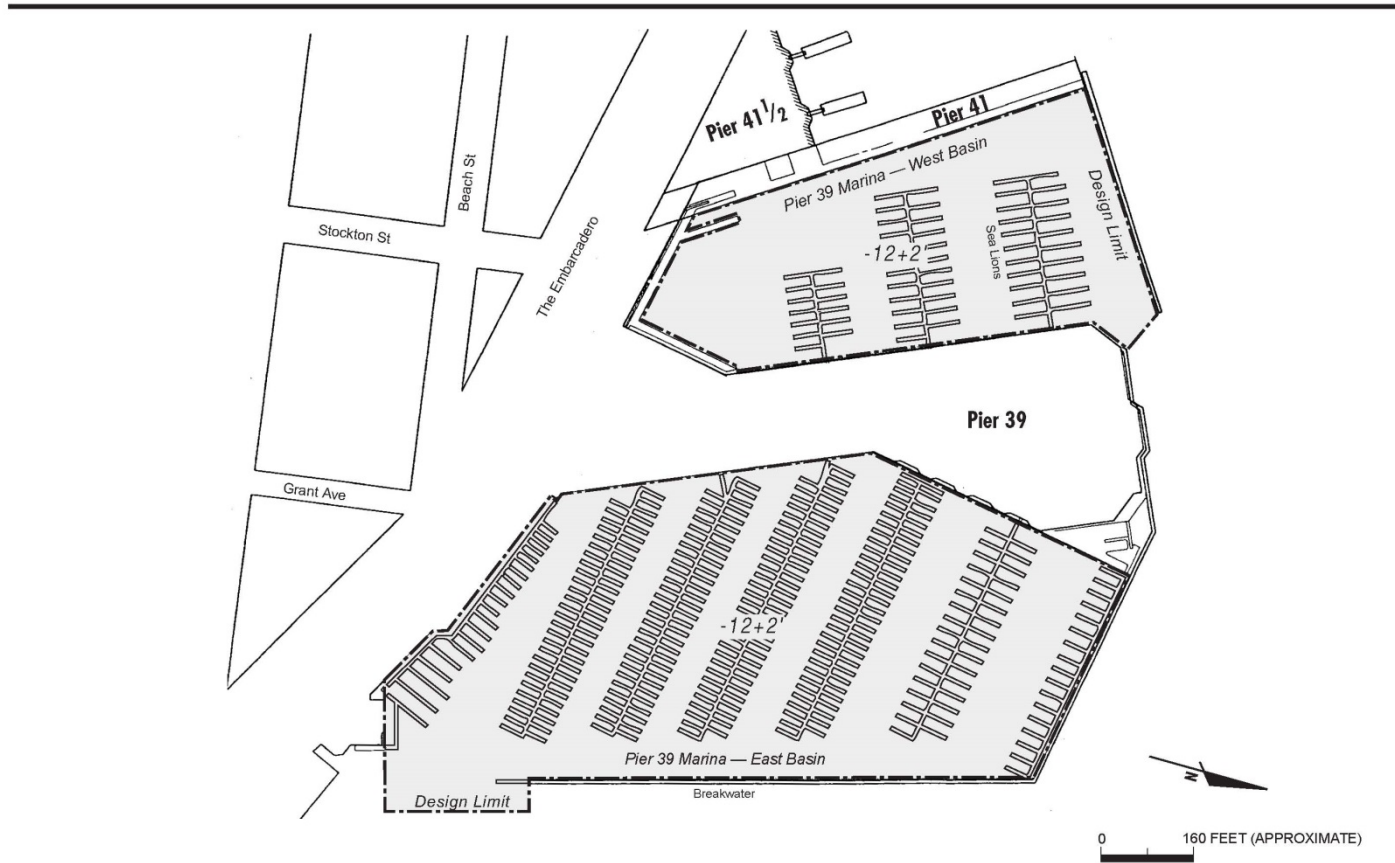 Pier 41 1/2
Pier 41
Beach St
Pier 39 Marina — West Basin
Design Limit
Stockton St
The Embarcadero
Sea Lions
-12+2'
Pier 39
Grant Ave
-12+2'
Pier 39 Marina — East Basin
Breakwater
Design Limit
N
0 160 FEET (APPROXIMATE)